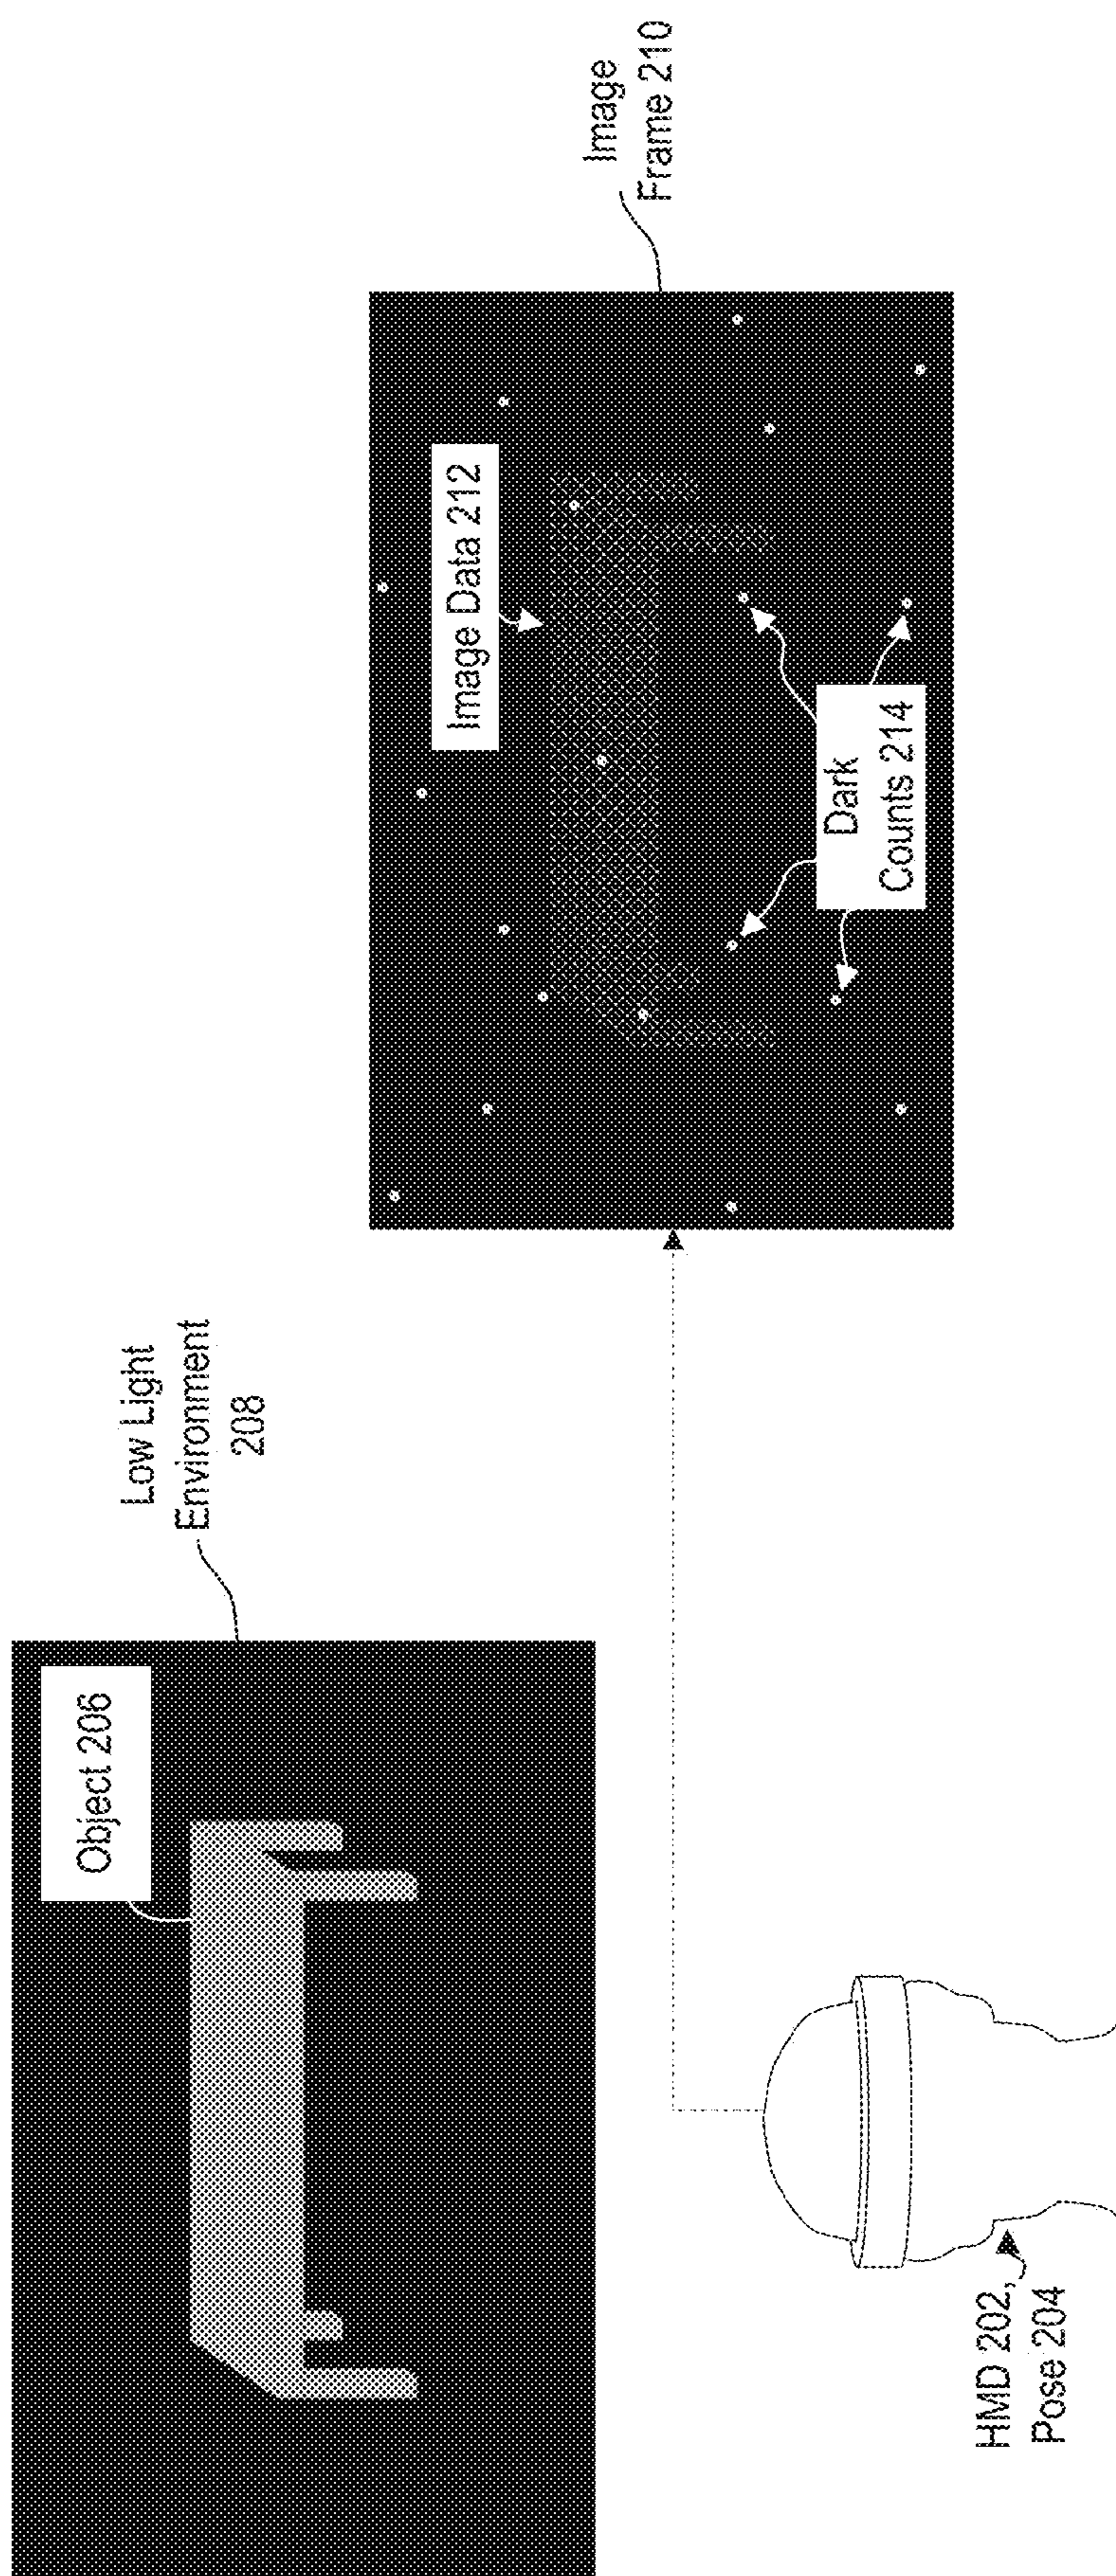 Low Light
Environment
208
Object 206
HMD 202,
Pose 204
Image
Frame 210
Image Data 212
Dark
Counts 214